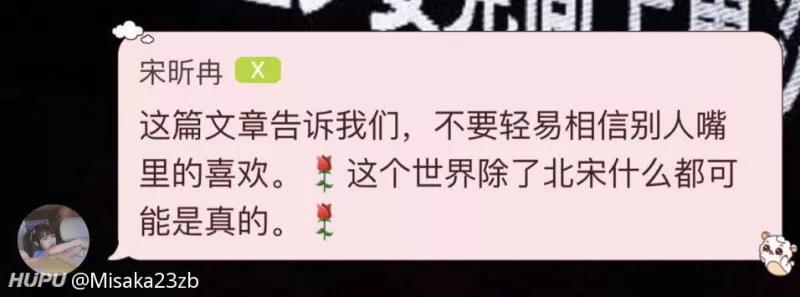 宋昕冉 X
这篇文章告诉我们，不要轻易相信别人嘴
里的喜欢。🌹这个世界除了北宋什么都可
能是真的。🌹
HUPU @Misaka23zb